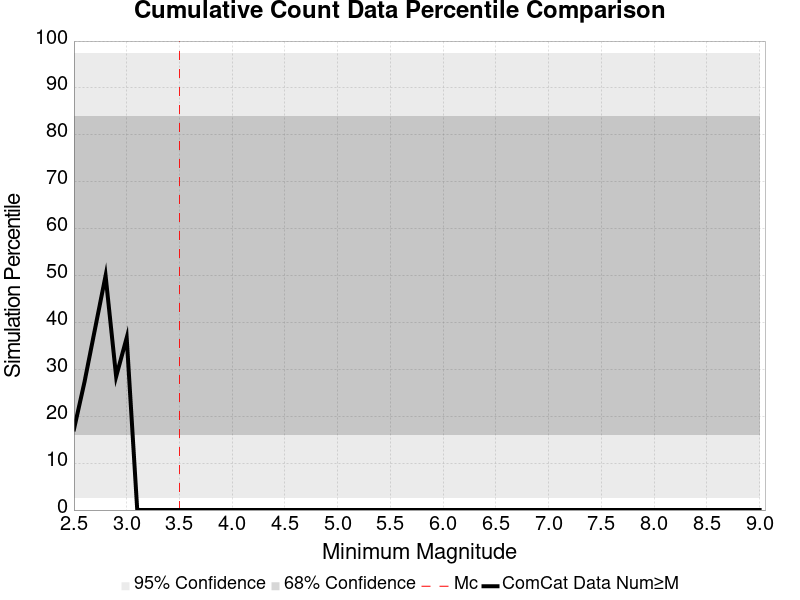 Cumulative Count Data Percentile Comparison
100
90
80
70
60
50
40
30
20
10
0
Simulation Percentile
2.5 3.0 3.5 4.0 4.5 5.0 5.5 6.0 6.5 7.0 7.5 8.0 8.5 9.0
Minimum Magnitude
95% Confidence 68% Confidence Mc ComCat Data Num≥M